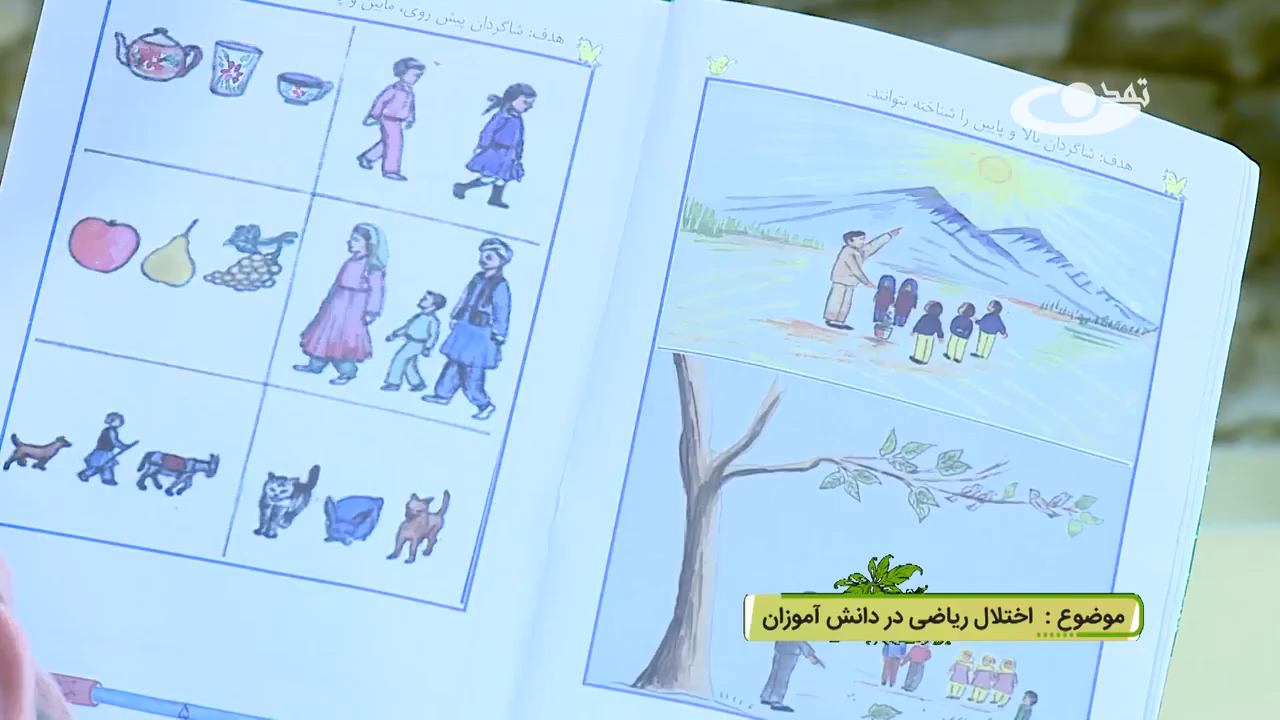 هدف: شاگردان پیش روی، مابین و
تمدن
هدف: شاگردان بالا و پایین را شناخته بتوانند.
موضوع : اختلال ریاضی در دانش آموزان
۵